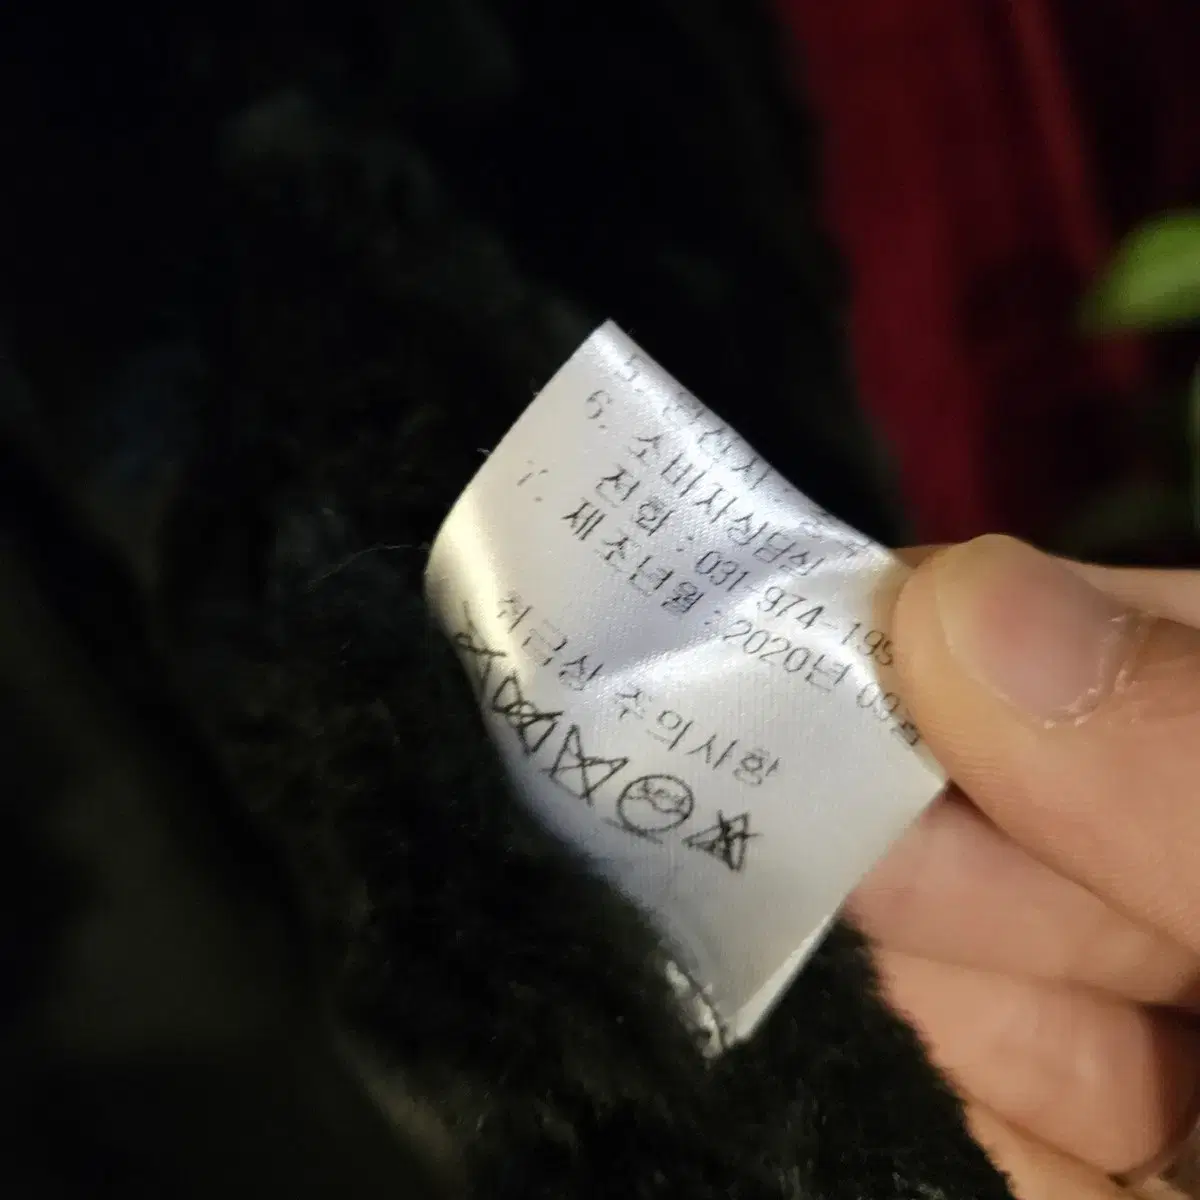 6. 소비자상담실
전화 : 031-974-195
7. 제조년월 : 2020년 09월
취급상 주의사항